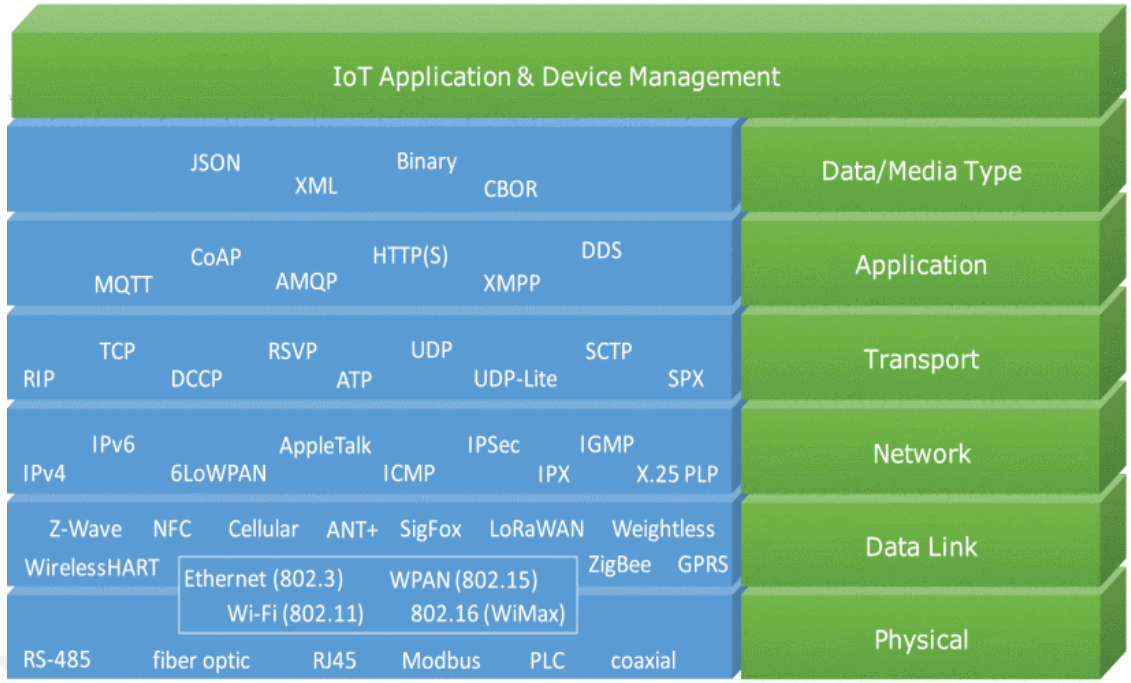 IoT Application & Device Management
JSON XML Binary CBOR
Data/Media Type
MQTT CoAP AMQP HTTP(S) XMPP DDS
Application
TCP RSVP UDP SCTP
RIP DCCP ATP UDP-Lite SPX
Transport
IPv6 AppleTalk IPSec IGMP
IPv4 6LoWPAN ICMP IPX X.25 PLP
Network
Z-Wave NFC Cellular ANT+ SigFox LoRaWAN Weightless
WirelessHART ZigBee GPRS
Data Link
Ethernet (802.3) WPAN (802.15)
Wi-Fi (802.11) 802.16 (WiMax)
RS-485 fiber optic RJ45 Modbus PLC coaxial
Physical